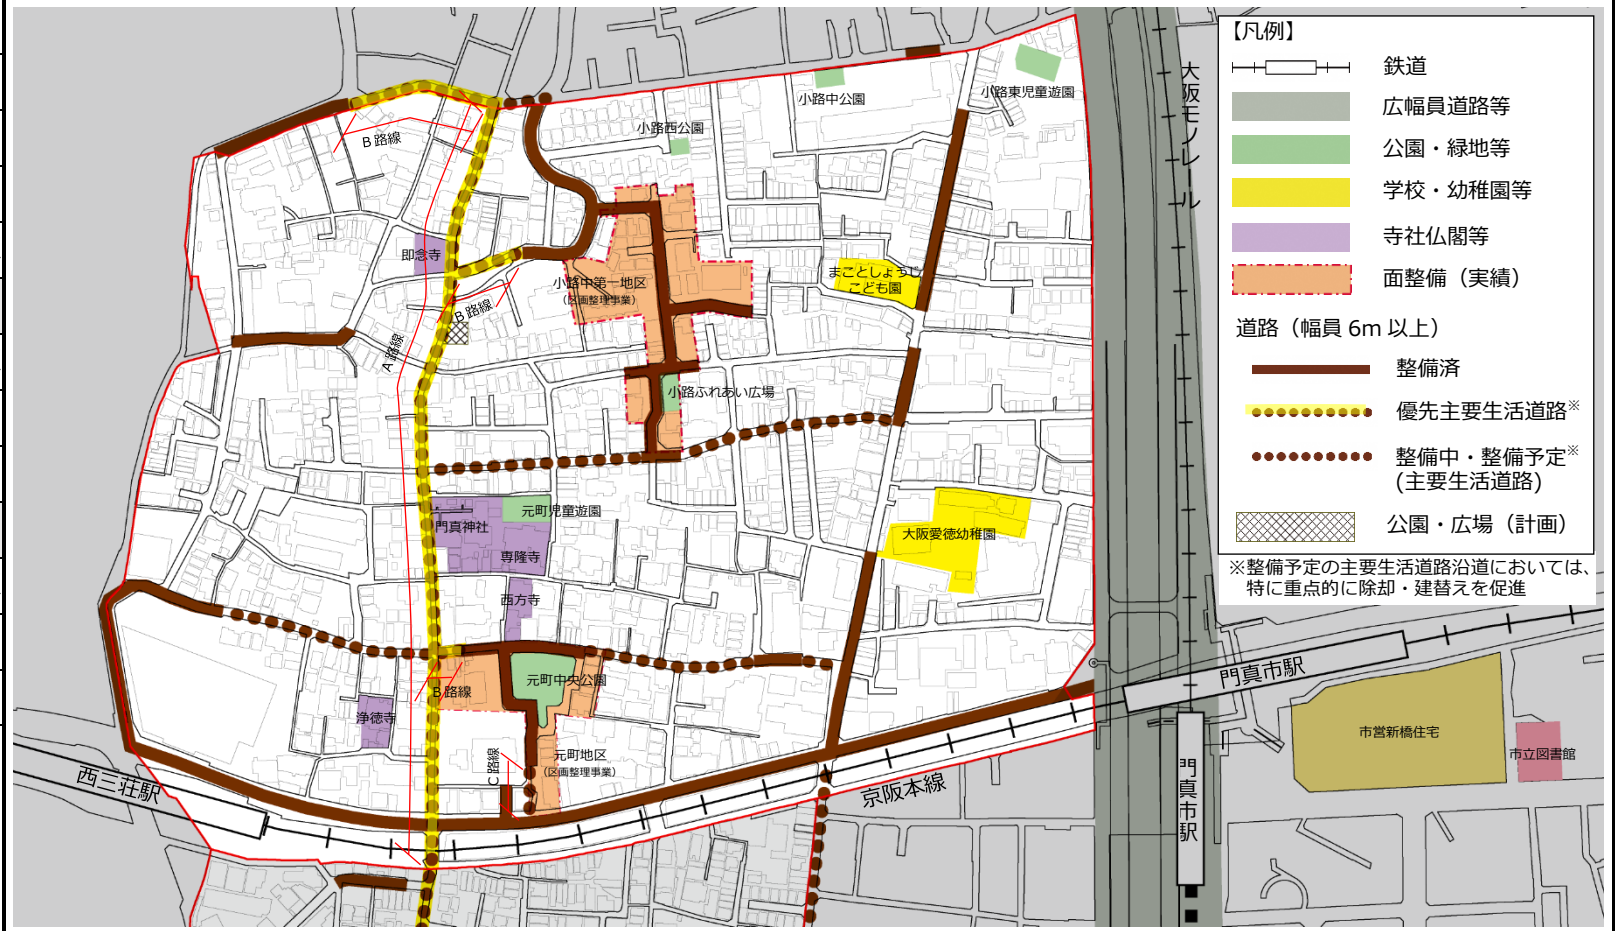 【凡例】
鉄道
広幅員道路等
公園・緑地等
学校・幼稚園等
寺社仏閣等
面整備（実績）
道路（幅員 6m 以上）
整備済
優先主要生活道路※
整備中・整備予定※
(主要生活道路)
公園・広場（計画）
※整備予定の主要生活道路沿道においては、
特に重点的に除却・建替えを促進
大阪モノレール
小路中公園
小路東児童遊園
小路西公園
B 路線
即念寺
小路中第一地区
（区画整理事業）
まことしょうじ
こども園
B 路線
A 路線
小路ふれあい広場
元町児童遊園
門真神社
専隆寺
大阪愛徳幼稚園
西方寺
元町中央公園
B 路線
浄徳寺
元町地区
（区画整理事業）
C 路線
西三荘駅
京阪本線
門真市駅
門真市駅
市営新橋住宅
市立図書館